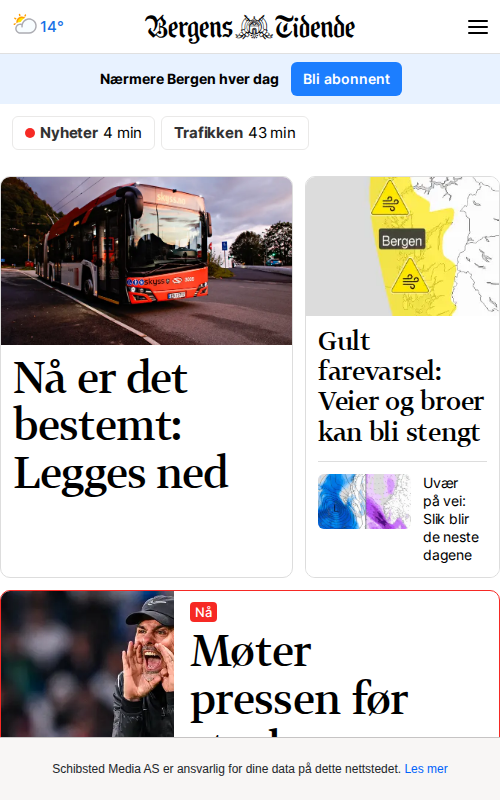 14°
Bergens Tidende
Nærmere Bergen hver dag
Bli abonnent
Nyheter 4 min
Trafikken 43 min
Bergen
skyss
Nå er det
bestemt:
Legges ned
Gult
farevarsel:
Veier og broer
kan bli stengt
Uvær
på vei:
Slik blir
de neste
dagene
Nå
Møter
pressen før
Schibsted Media AS er ansvarlig for dine data på dette nettstedet. Les mer